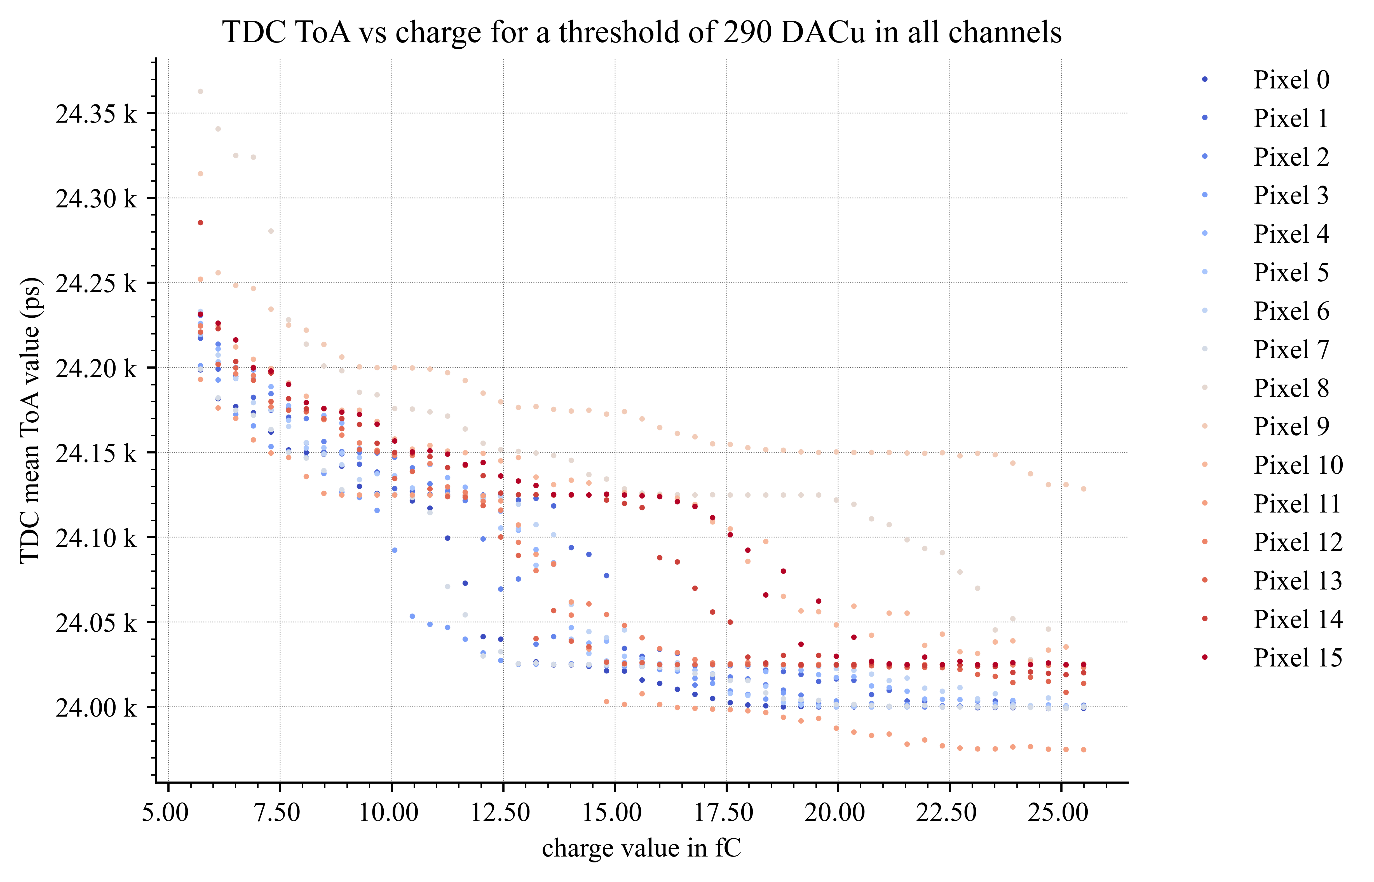 TDC ToA vs charge for a threshold of 290 DACu in all channels
TDC mean ToA value (ps)
24.35 k
24.30 k
24.25 k
24.20 k
24.15 k
24.10 k
24.05 k
24.00 k
5.00 7.50 10.00 12.50 15.00 17.50 20.00 22.50 25.00
charge value in fC
Pixel 0
Pixel 1
Pixel 2
Pixel 3
Pixel 4
Pixel 5
Pixel 6
Pixel 7
Pixel 8
Pixel 9
Pixel 10
Pixel 11
Pixel 12
Pixel 13
Pixel 14
Pixel 15